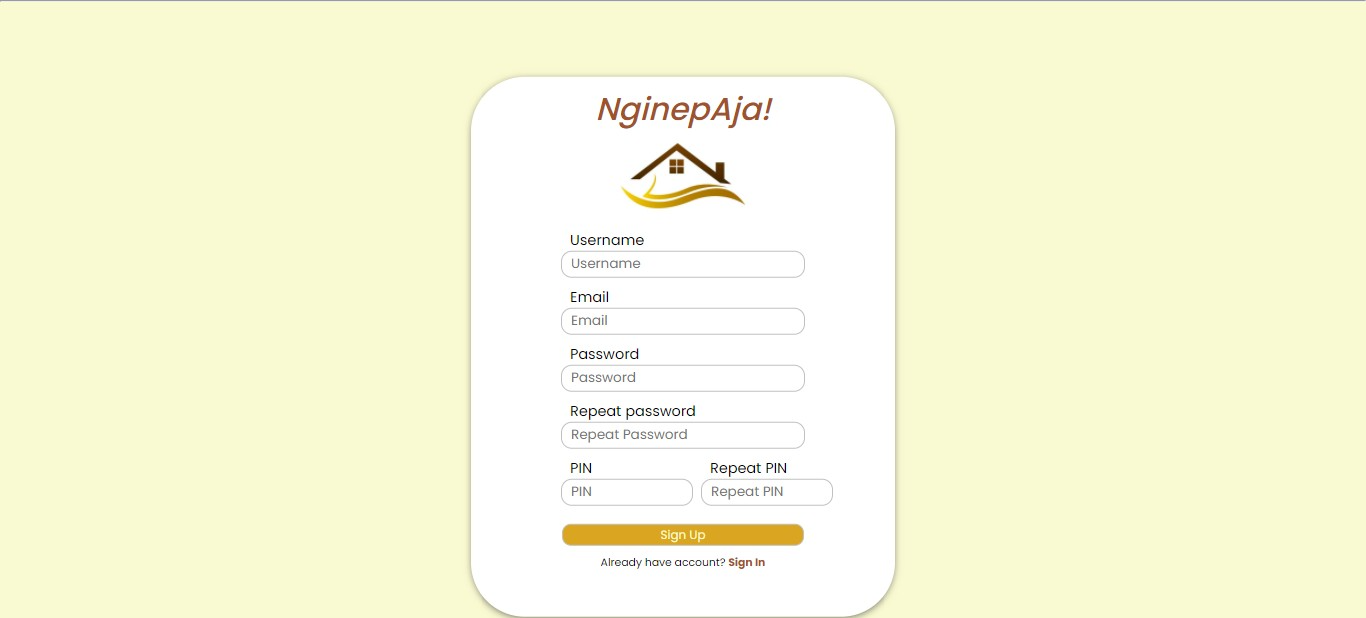 NginepAja!
Username
Username
Email
Email
Password
Password
Repeat password
Repeat Password
PIN Repeat PIN
PIN Repeat PIN
Sign Up
Already have account? Sign In